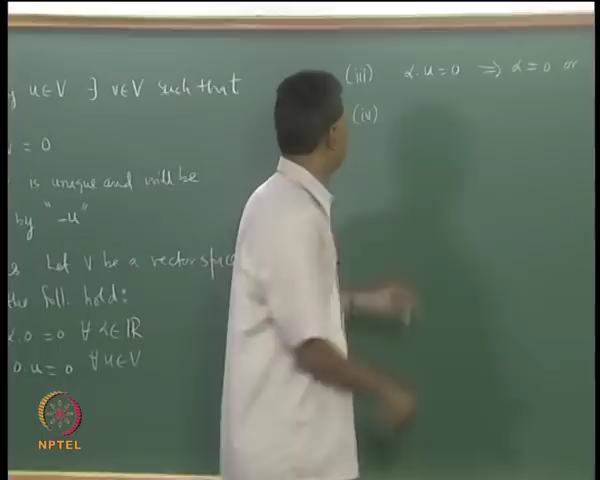 y u∈V ∃ v∈V such that
= 0
is unique and will be
by "-u"
Let V be a vector space
the foll. hold:
α.0 = 0 ∀ α∈ℝ
0.u = 0 ∀ u∈V
(iii) α.u = 0 ⇒ α = 0 or
(iv)
NPTEL